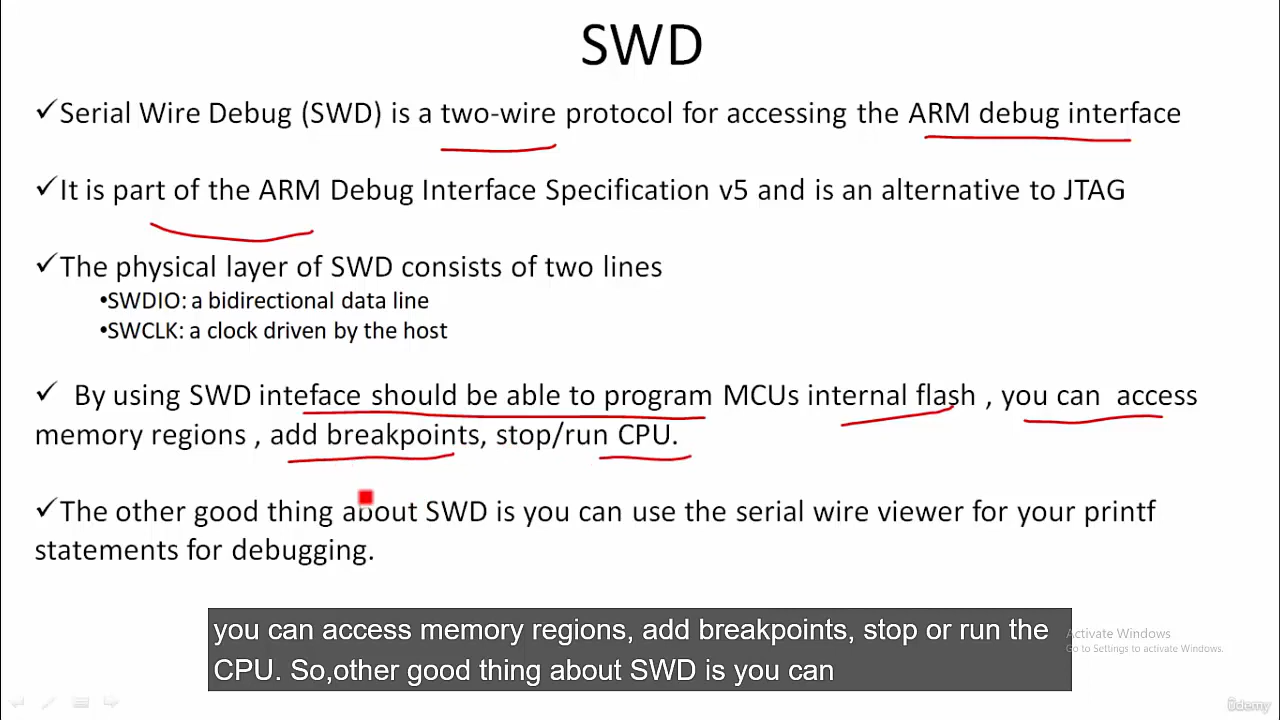 SWD
✓Serial Wire Debug (SWD) is a two-wire protocol for accessing the ARM debug interface
✓It is part of the ARM Debug Interface Specification v5 and is an alternative to JTAG
✓The physical layer of SWD consists of two lines
•SWDIO: a bidirectional data line
•SWCLK: a clock driven by the host
✓ By using SWD inteface should be able to program MCUs internal flash , you can access
memory regions , add breakpoints, stop/run CPU.
✓The other good thing about SWD is you can use the serial wire viewer for your printf
statements for debugging.
you can access memory regions, add breakpoints, stop or run the
CPU. So,other good thing about SWD is you can
Activate Windows
Go to Settings to activate Windows.
ûdemy